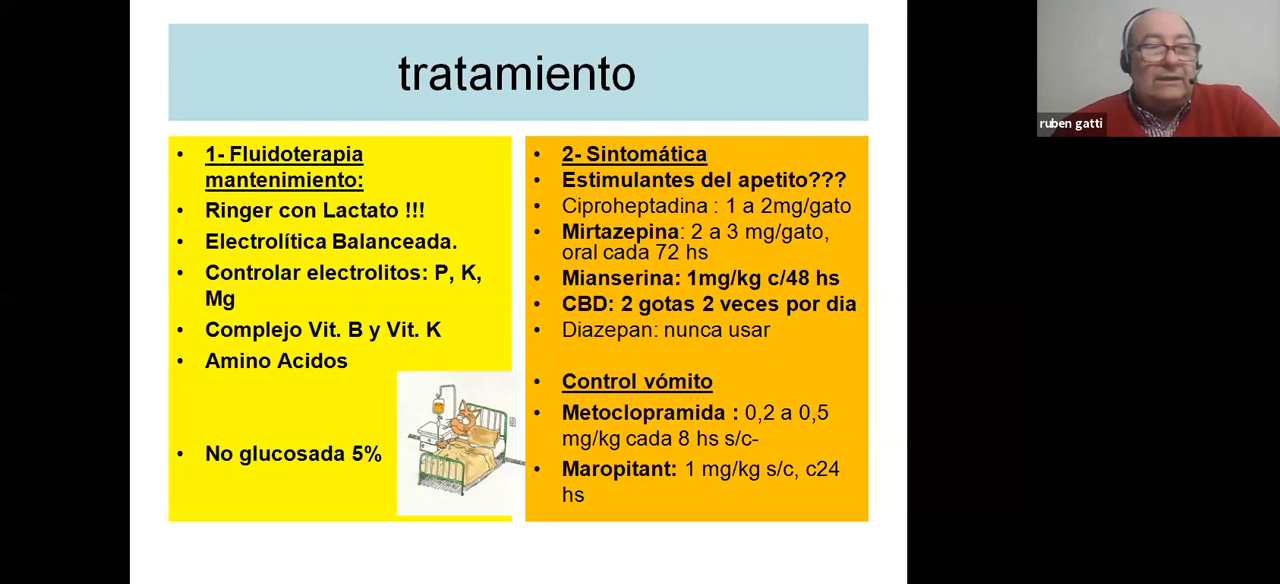 tratamiento
1- Fluidoterapia
mantenimiento:
Ringer con Lactato !!!
Electrolítica Balanceada.
Controlar electrolitos: P, K,
Mg
Complejo Vit. B y Vit. K
Amino Acidos
No glucosada 5%
2- Sintomática
Estimulantes del apetito???
Ciproheptadina : 1 a 2mg/gato
Mirtazepina: 2 a 3 mg/gato,
oral cada 72 hs
Mianserina: 1mg/kg c/48 hs
CBD: 2 gotas 2 veces por dia
Diazepan: nunca usar
Control vómito
Metoclopramida : 0,2 a 0,5
mg/kg cada 8 hs s/c-
Maropitant: 1 mg/kg s/c, c24
hs
ruben gatti